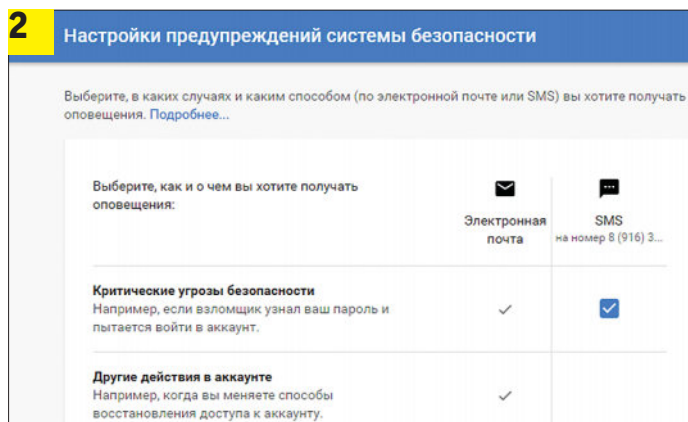 2
Настройки предупреждений системы безопасности
Выберите, в каких случаях и каким способом (по электронной почте или SMS) вы хотите получать
оповещения. Подробнее...
Выберите, как и о чем вы хотите получать
оповещения:
Электронная
почта
SMS
на номер 8 (916) 3...
Критические угрозы безопасности
Например, если взломщик узнал ваш пароль и
пытается войти в аккаунт.
Другие действия в аккаунте
Например, когда вы меняете способы
восстановления доступа к аккаунту.